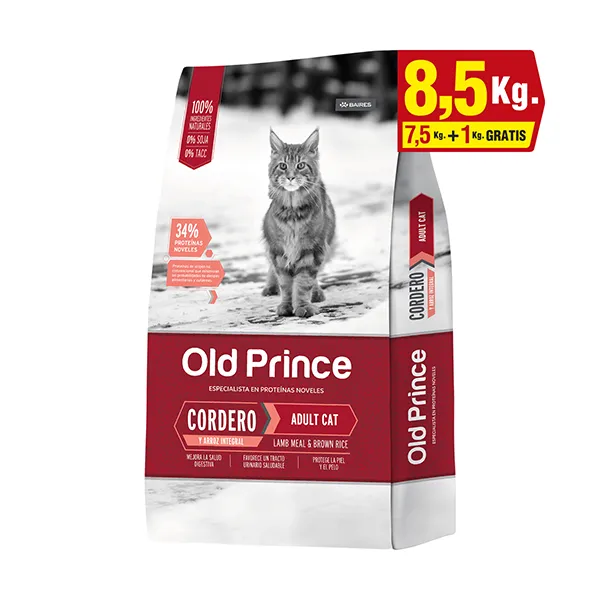 8,5 Kg.
7,5 Kg. + 1 Kg. GRATIS
BAIRES
100%
INGREDIENTES
NATURALES
0% SOJA
0% TACC
34%
PROTEÍNAS
NOVELES
Old Prince
ESPECIALISTA EN PROTEÍNAS NOVELES
CORDERO
Y ARROZ INTEGRAL
ADULT CAT
LAMB MEAL & BROWN RICE
MEJORA LA SALUD
DIGESTIVA
FAVORECE UN TRACTO
URINARIO SALUDABLE
PROTEGE LA PIEL
Y EL PELO
CORDERO
Y ARROZ INTEGRAL
ADULT CAT
Old Prince
ESPECIALISTA EN PROTEÍNAS NOVELES